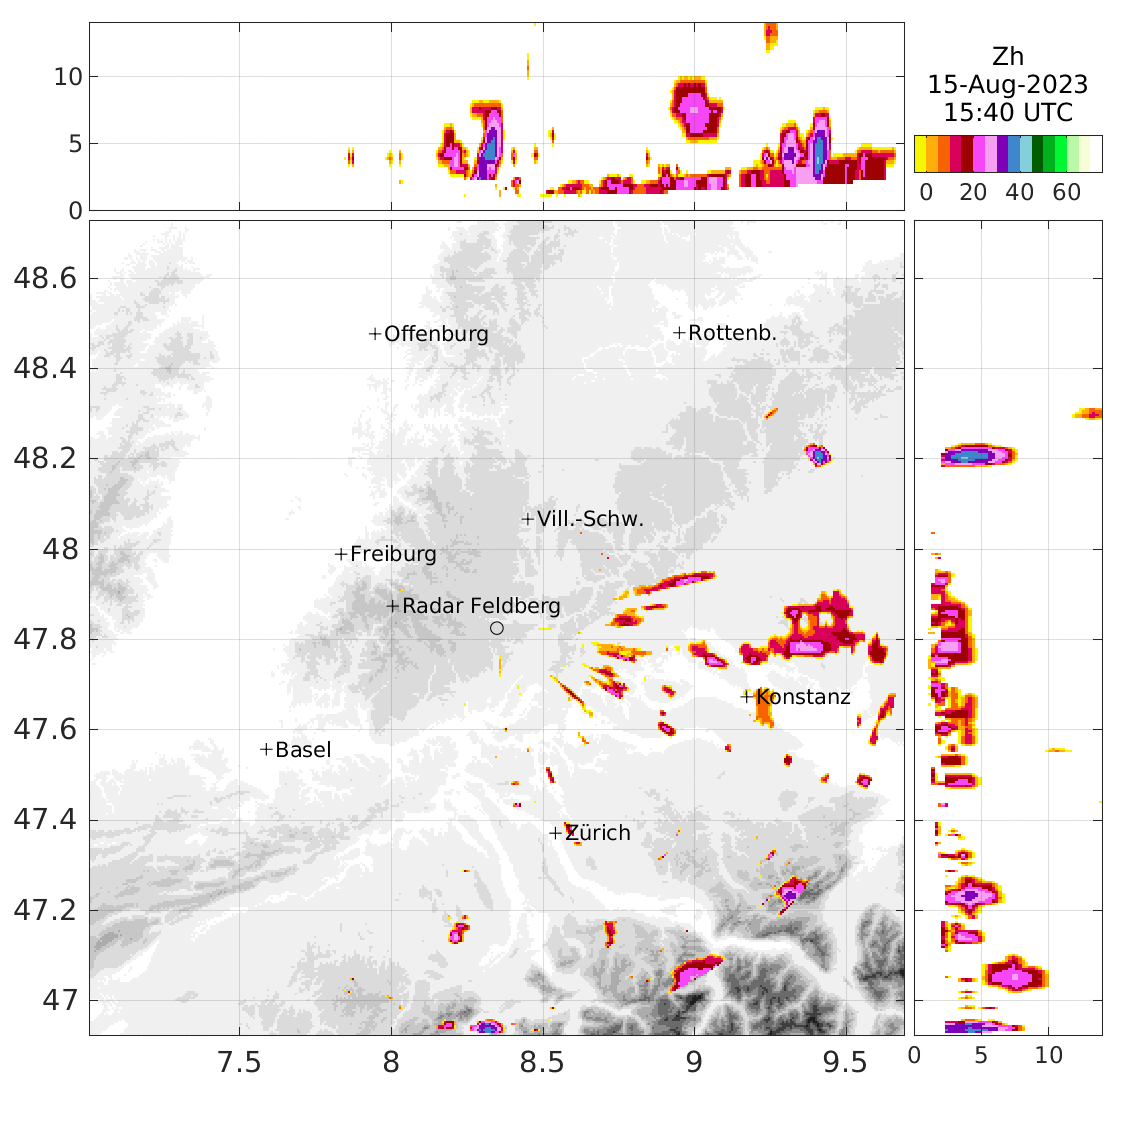 Zh
15-Aug-2023
15:40 UTC
0 20 40 60
10
5
0
48.6
48.4
48.2
48
47.8
47.6
47.4
47.2
47
Offenburg
Rottenb.
Vill.-Schw.
Freiburg
Radar Feldberg
Konstanz
Basel
Zürich
7.5 8 8.5 9 9.5
0 5 10